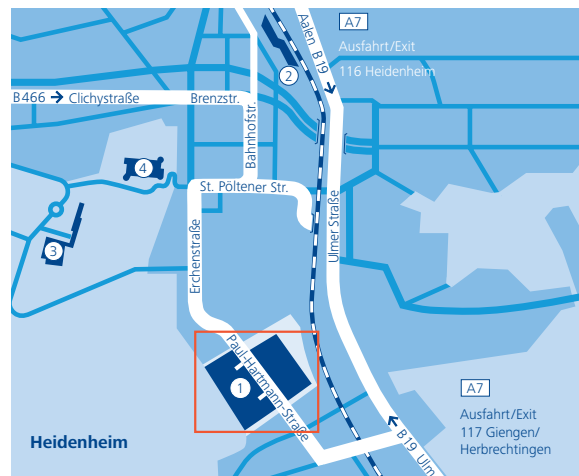 A7
Ausfahrt/Exit
116 Heidenheim
Aalen B19
2
B466 → Clichystraße
Brenzstr.
Bahnhofstr.
4
St. Pöltener Str.
3
Erchenstraße
Ulmer Straße
1
Paul-Hartmann-Straße
A7
Ausfahrt/Exit
117 Giengen/
Herbrechtingen
B19 Ulm
Heidenheim